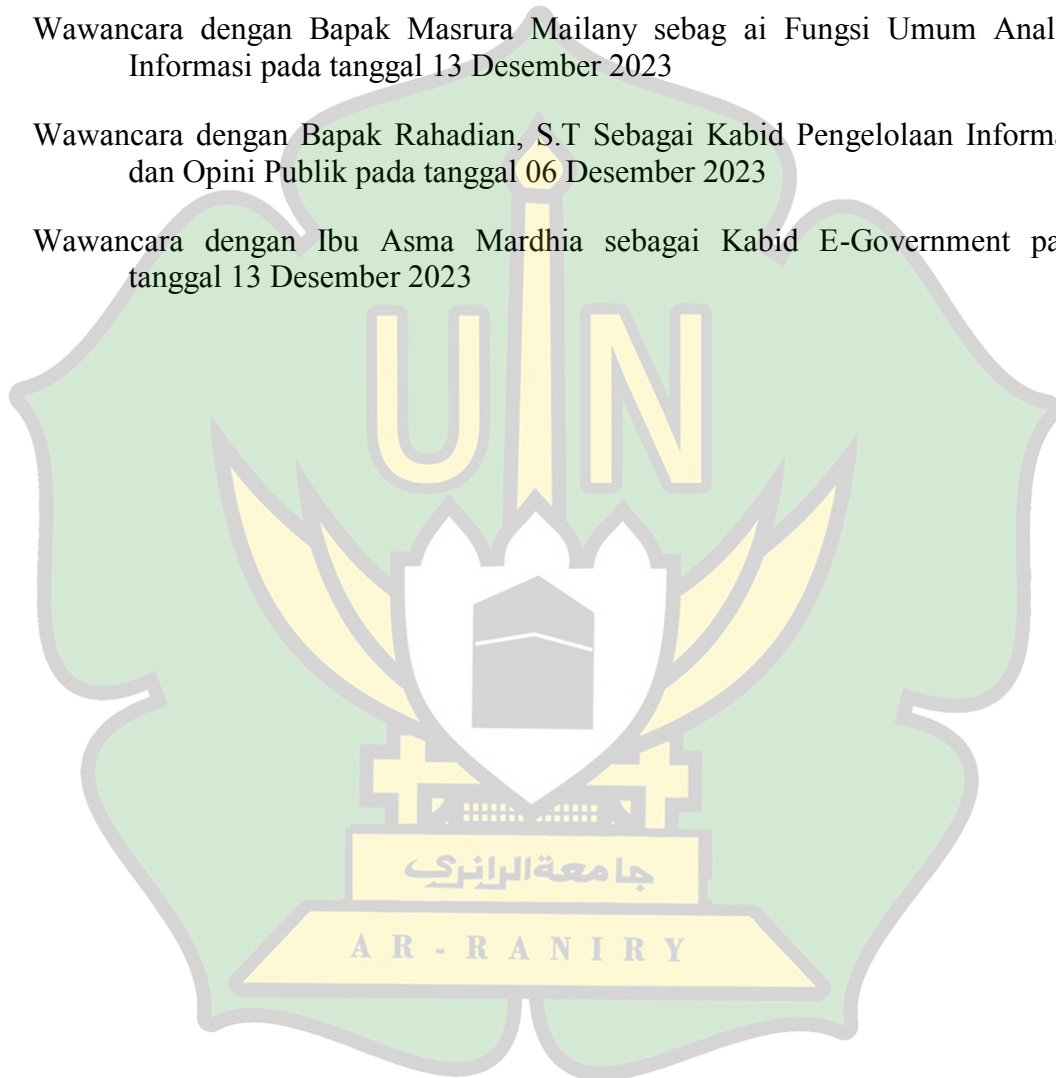 Wawancara dengan Bapak Masrura Mailany sebag ai Fungsi Umum Anal
Informasi pada tanggal 13 Desember 2023
Wawancara dengan Bapak Rahadian, S.T Sebagai Kabid Pengelolaan Informa
dan Opini Publik pada tanggal 06 Desember 2023
Wawancara dengan Ibu Asma Mardhia sebagai Kabid E-Government pa
tanggal 13 Desember 2023
UIN
جامعةالرانري
AR-RANIRY